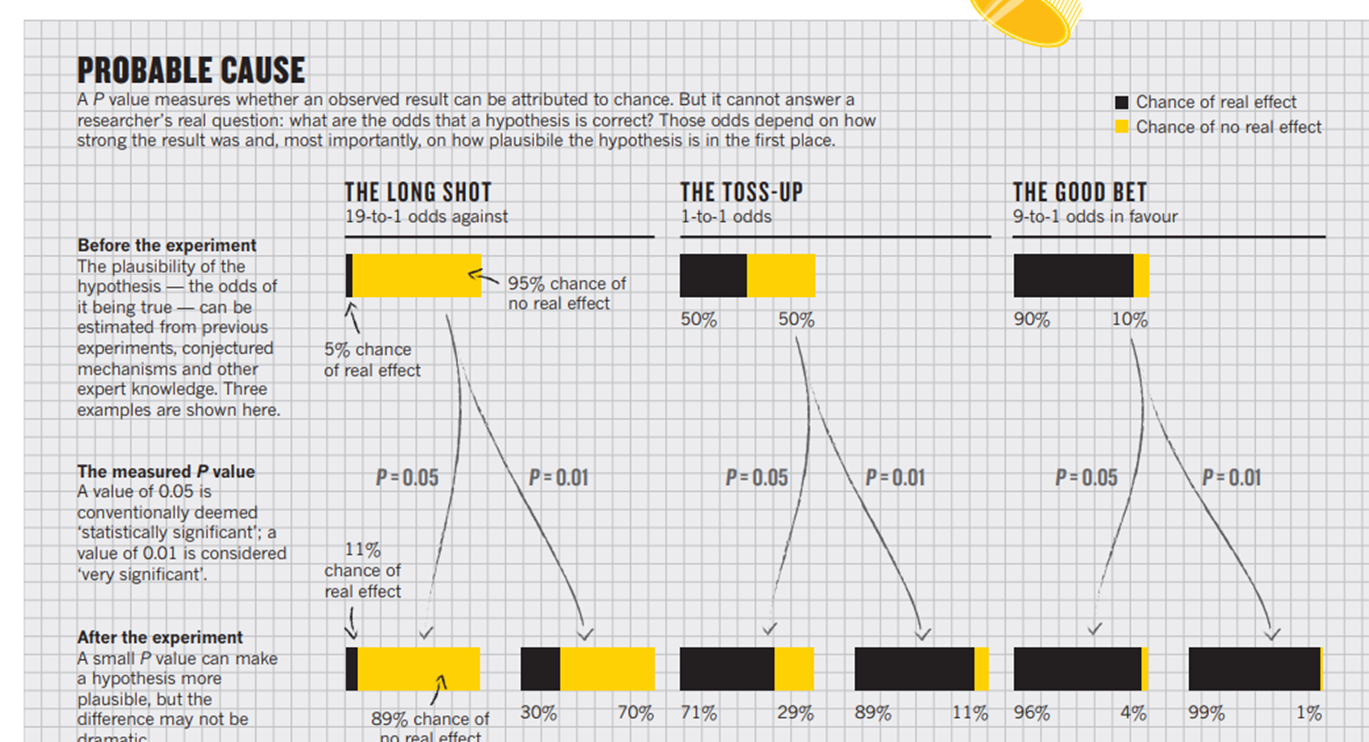 PROBABLE CAUSE
A P value measures whether an observed result can be attributed to chance. But it cannot answer a
researcher’s real question: what are the odds that a hypothesis is correct? Those odds depend on how
strong the result was and, most importantly, on how plausibile the hypothesis is in the first place.
Chance of real effect
Chance of no real effect
THE LONG SHOT
19-to-1 odds against
THE TOSS-UP
1-to-1 odds
THE GOOD BET
9-to-1 odds in favour
Before the experiment
The plausibility of the
hypothesis — the odds of
it being true — can be
estimated from previous
experiments, conjectured
mechanisms and other
expert knowledge. Three
examples are shown here.
95% chance of
no real effect
5% chance
of real effect
50% 50%
90% 10%
The measured P value
A value of 0.05 is
conventionally deemed
‘statistically significant’; a
value of 0.01 is considered
‘very significant’.
P = 0.05 P = 0.01
P = 0.05 P = 0.01
P = 0.05 P = 0.01
11%
chance of
real effect
After the experiment
A small P value can make
a hypothesis more
plausible, but the
difference may not be
dramatic.
89% chance of
no real effect
30% 70%
71% 29%
89% 11%
96% 4%
99% 1%